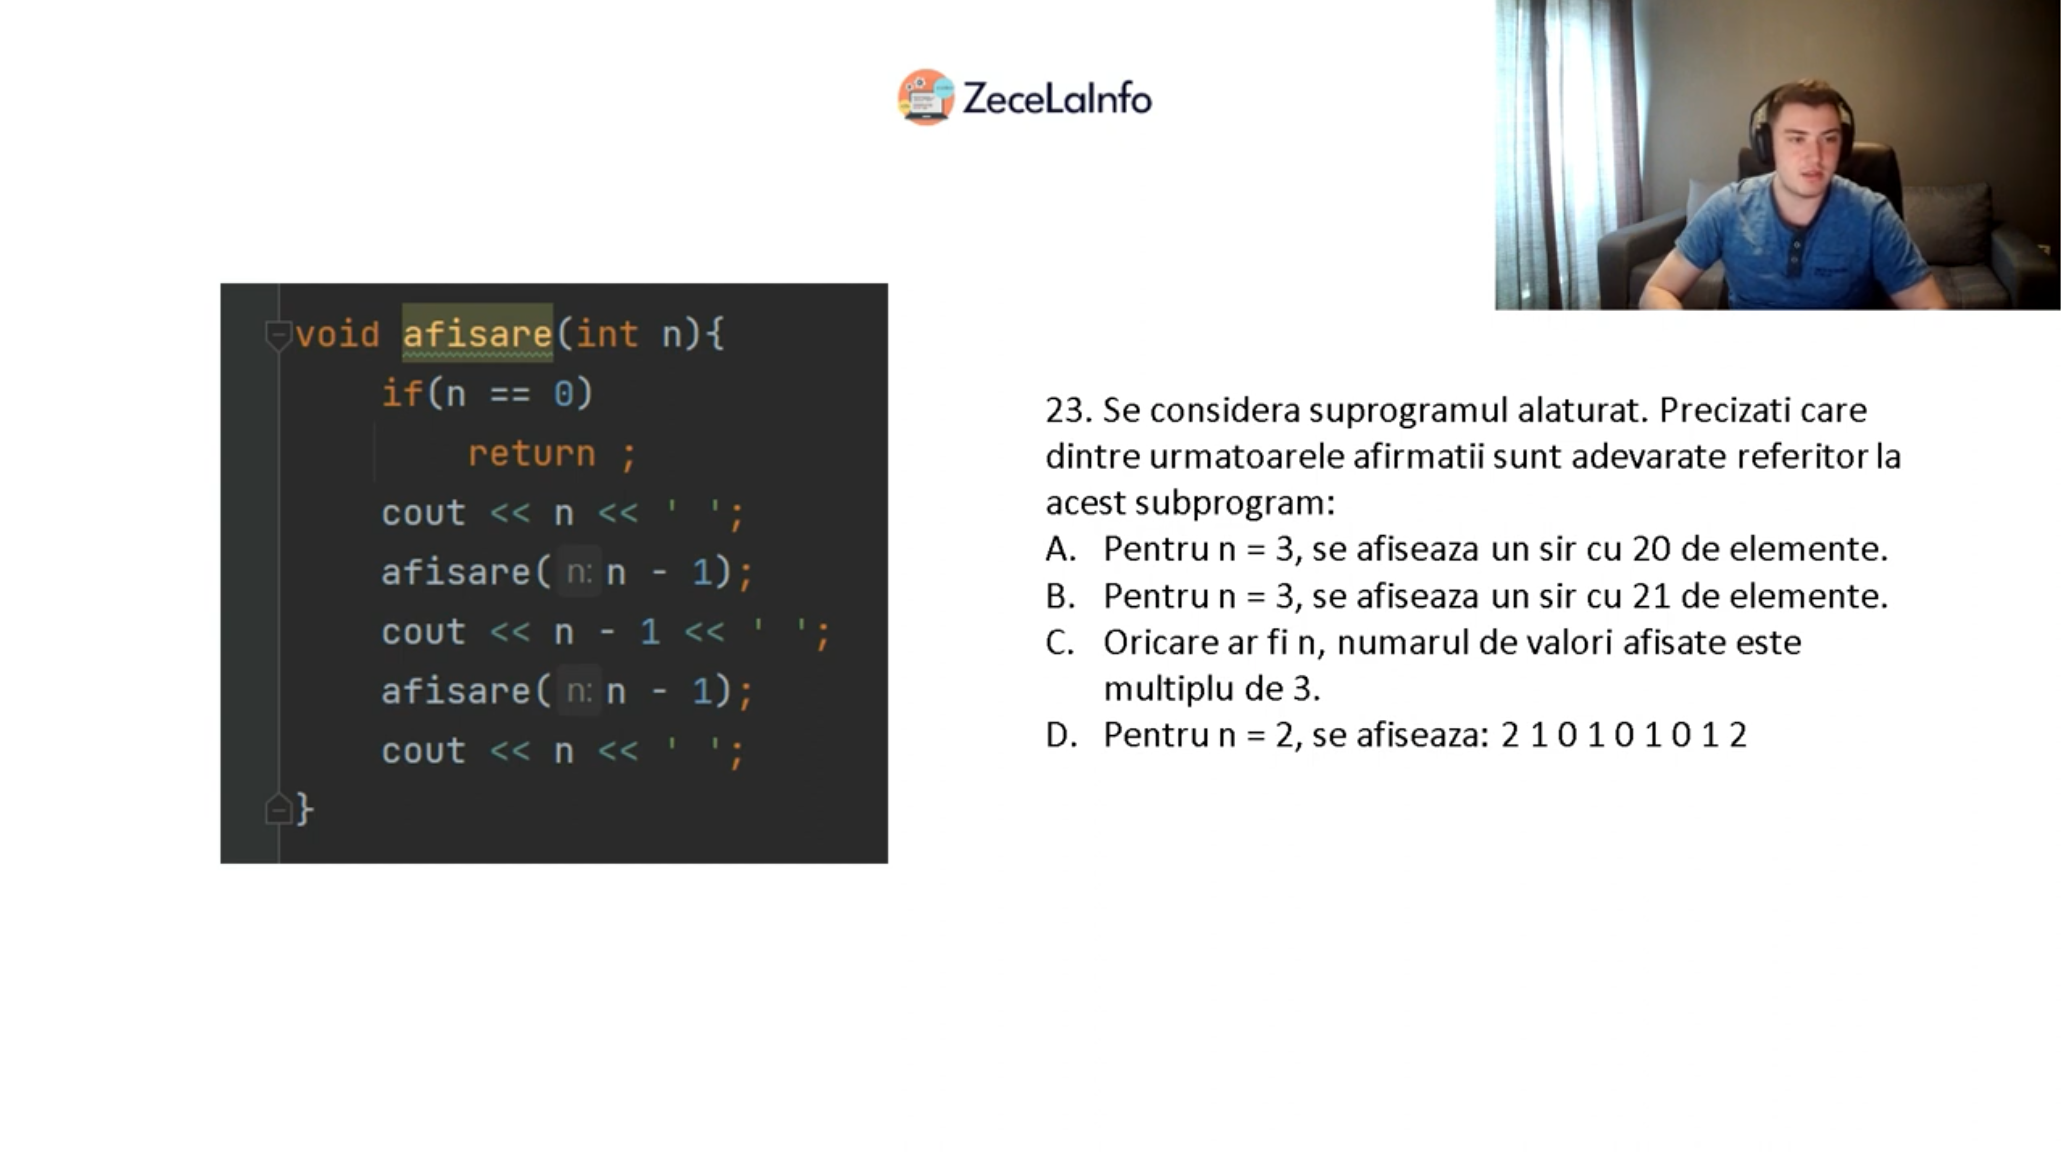 ZeceLaInfo
void afisare(int n){
if(n == 0)
return ;
cout << n << ' ';
afisare( n: n - 1);
cout << n - 1 << ' ';
afisare( n: n - 1);
cout << n << ' ';
}
23. Se considera suprogramul alaturat. Precizati care
dintre urmatoarele afirmatii sunt adevarate referitor la
acest subprogram:
A. Pentru n = 3, se afiseaza un sir cu 20 de elemente.
B. Pentru n = 3, se afiseaza un sir cu 21 de elemente.
C. Oricare ar fi n, numarul de valori afisate este
multiplu de 3.
D. Pentru n = 2, se afiseaza: 2 1 0 1 0 1 0 1 2